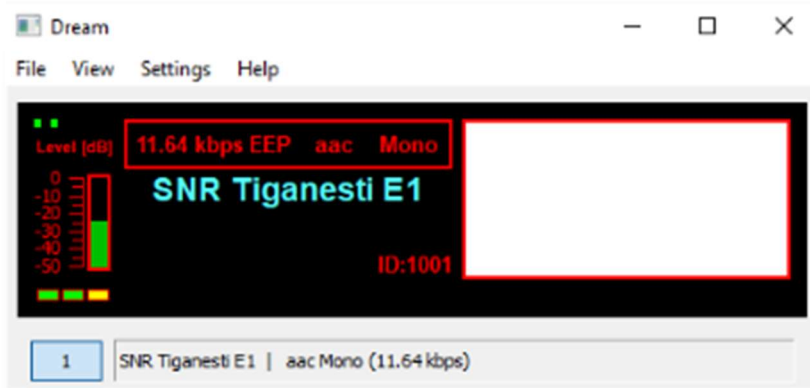 Dream
File View Settings Help
Level [dB] 11.64 kbps EEP aac Mono
SNR Tiganesti E1
0
-10
-20
-30
-40
-50
ID:1001
1 SNR Tiganesti E1 | aac Mono (11.64 kbps)